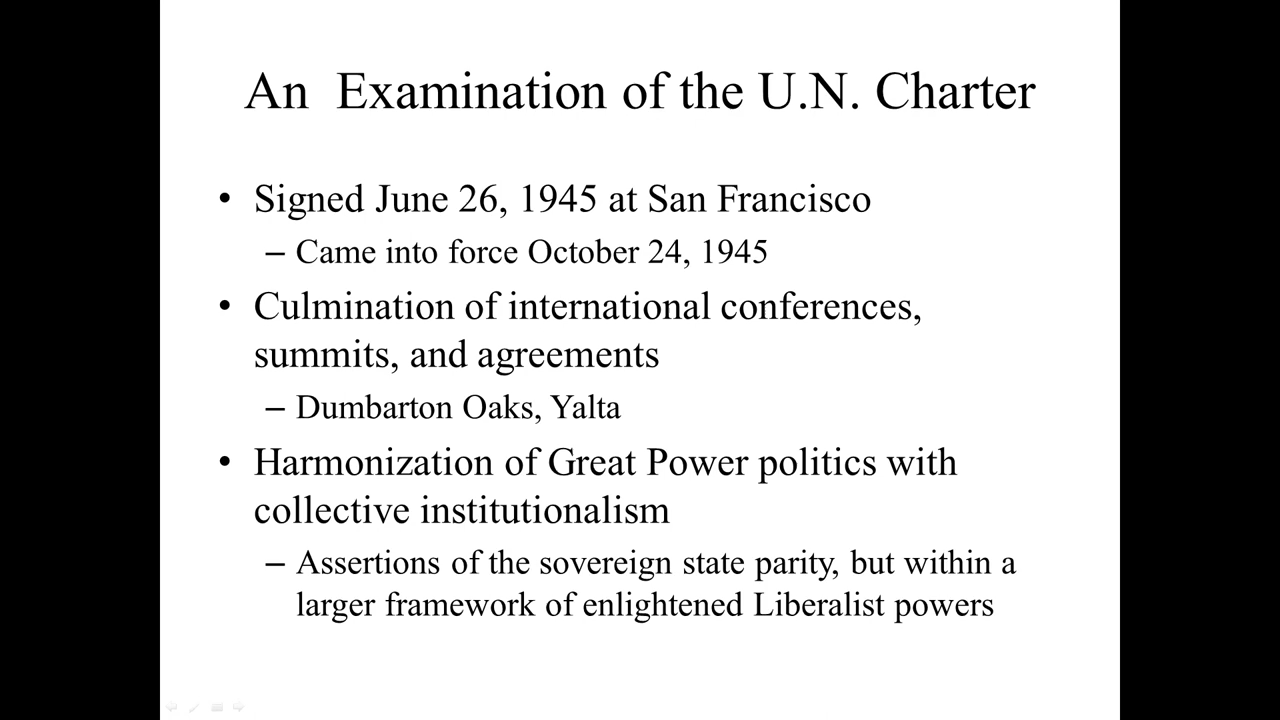 An  Examination of the U.N. Charter
• Signed June 26, 1945 at San Francisco
– Came into force October 24, 1945
• Culmination of international conferences,
summits, and agreements
– Dumbarton Oaks, Yalta
• Harmonization of Great Power politics with
collective institutionalism
– Assertions of the sovereign state parity, but within a
larger framework of enlightened Liberalist powers